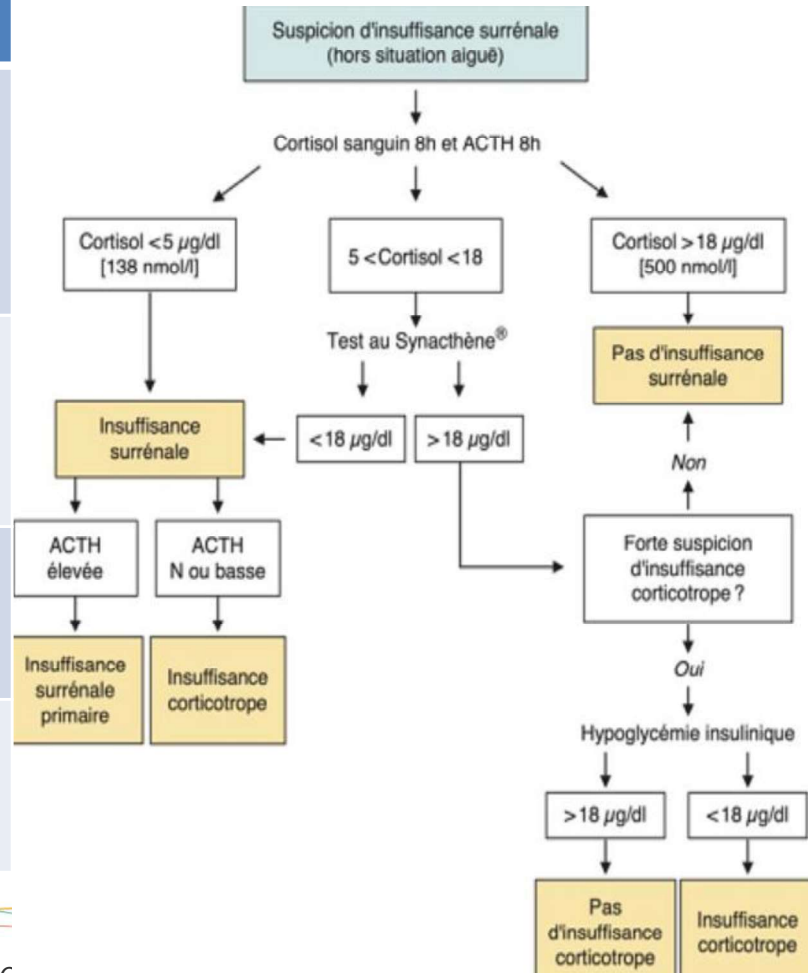 Suspicion d'insuffisance surrénale
(hors situation aiguë)
Cortisol sanguin 8h et ACTH 8h
Cortisol <5 µg/dl
[138 nmol/l]
5 <Cortisol <18
Cortisol >18 µg/dl
[500 nmol/l]
Test au Synacthène®
Pas d'insuffisance
surrénale
Insuffisance
surrénale
<18 µg/dl
>18 µg/dl
Non
ACTH
élevée
ACTH
N ou basse
Forte suspicion
d'insuffisance
corticotrope ?
Insuffisance
surrénale
primaire
Insuffisance
corticotrope
Oui
Hypoglycémie insulinique
>18 µg/dl
<18 µg/dl
Pas
d'insuffisance
corticotrope
Insuffisance
corticotrope